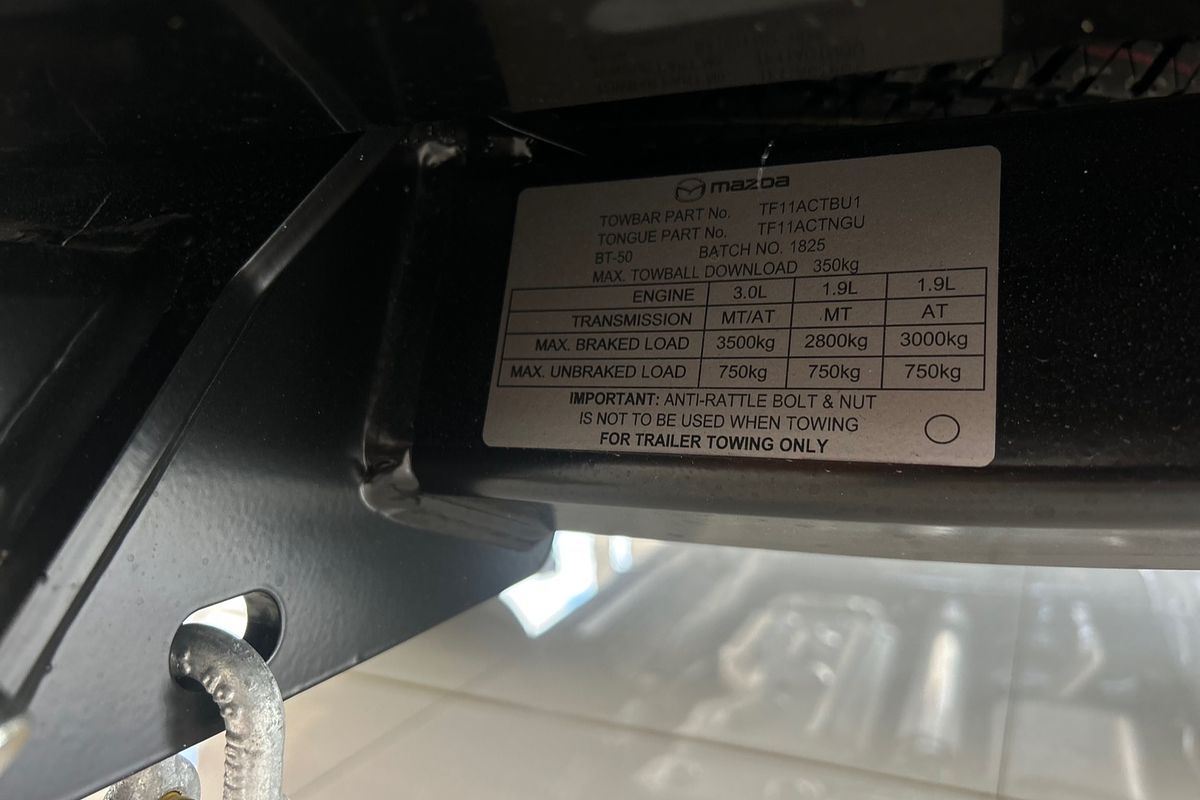 mazda
TOWBAR PART No. TF11ACTBU1
TONGUE PART No. TF11ACTNGU
BT-50 BATCH NO. 1825
MAX. TOWBALL DOWNLOAD 350kg
ENGINE 3.0L 1.9L 1.9L
TRANSMISSION MT/AT MT AT
MAX. BRAKED LOAD 3500kg 2800kg 3000kg
MAX. UNBRAKED LOAD 750kg 750kg 750kg
IMPORTANT: ANTI-RATTLE BOLT & NUT
IS NOT TO BE USED WHEN TOWING
FOR TRAILER TOWING ONLY